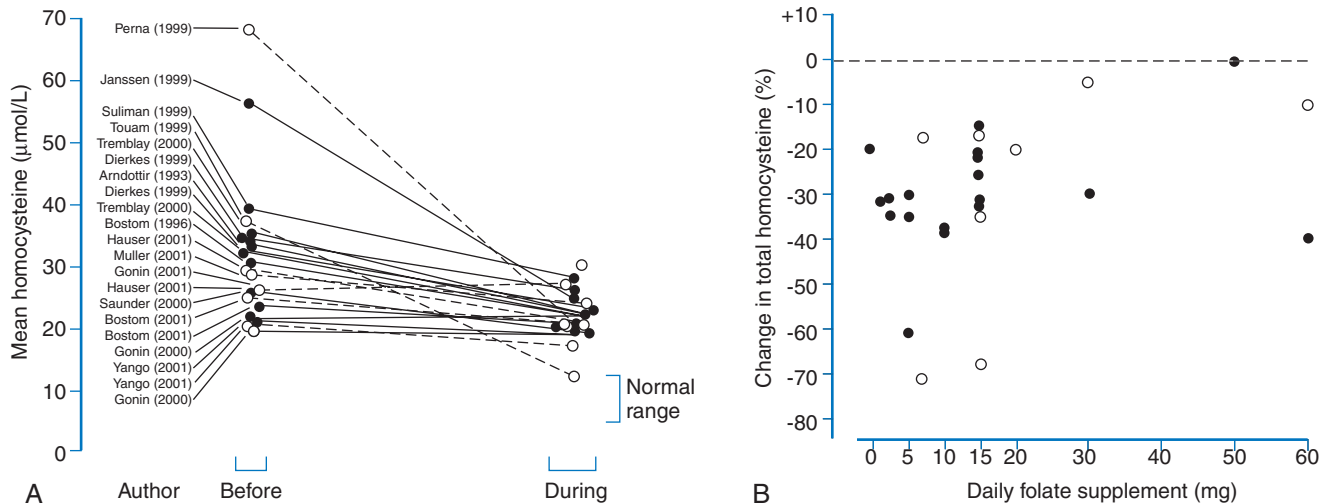 70
60
50
40
30
20
10
0
Mean homocysteine (μmol/L)
Perna (1999)
Janssen (1999)
Suliman (1999)
Touam (1999)
Tremblay (2000)
Dierkes (1999)
Arndottir (1993)
Dierkes (1999)
Tremblay (2000)
Bostom (1996)
Hauser (2001)
Muller (2001)
Gonin (2001)
Hauser (2001)
Saunder (2000)
Bostom (2001)
Bostom (2001)
Gonin (2000)
Yango (2001)
Yango (2001)
Gonin (2000)
Normal
range
A Author Before During
+10
0
-10
-20
-30
-40
-50
-60
-70
-80
Change in total homocysteine (%)
0 5 10 15 20 30 40 50 60
B Daily folate supplement (mg)